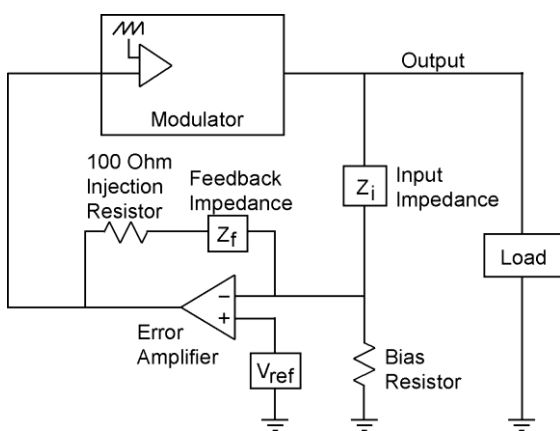 Output
Modulator
100 Ohm
Injection
Resistor
Feedback
Impedance
Zf
Zi
Input
Impedance
Load
−
+
Error
Amplifier
Vref
Bias
Resistor